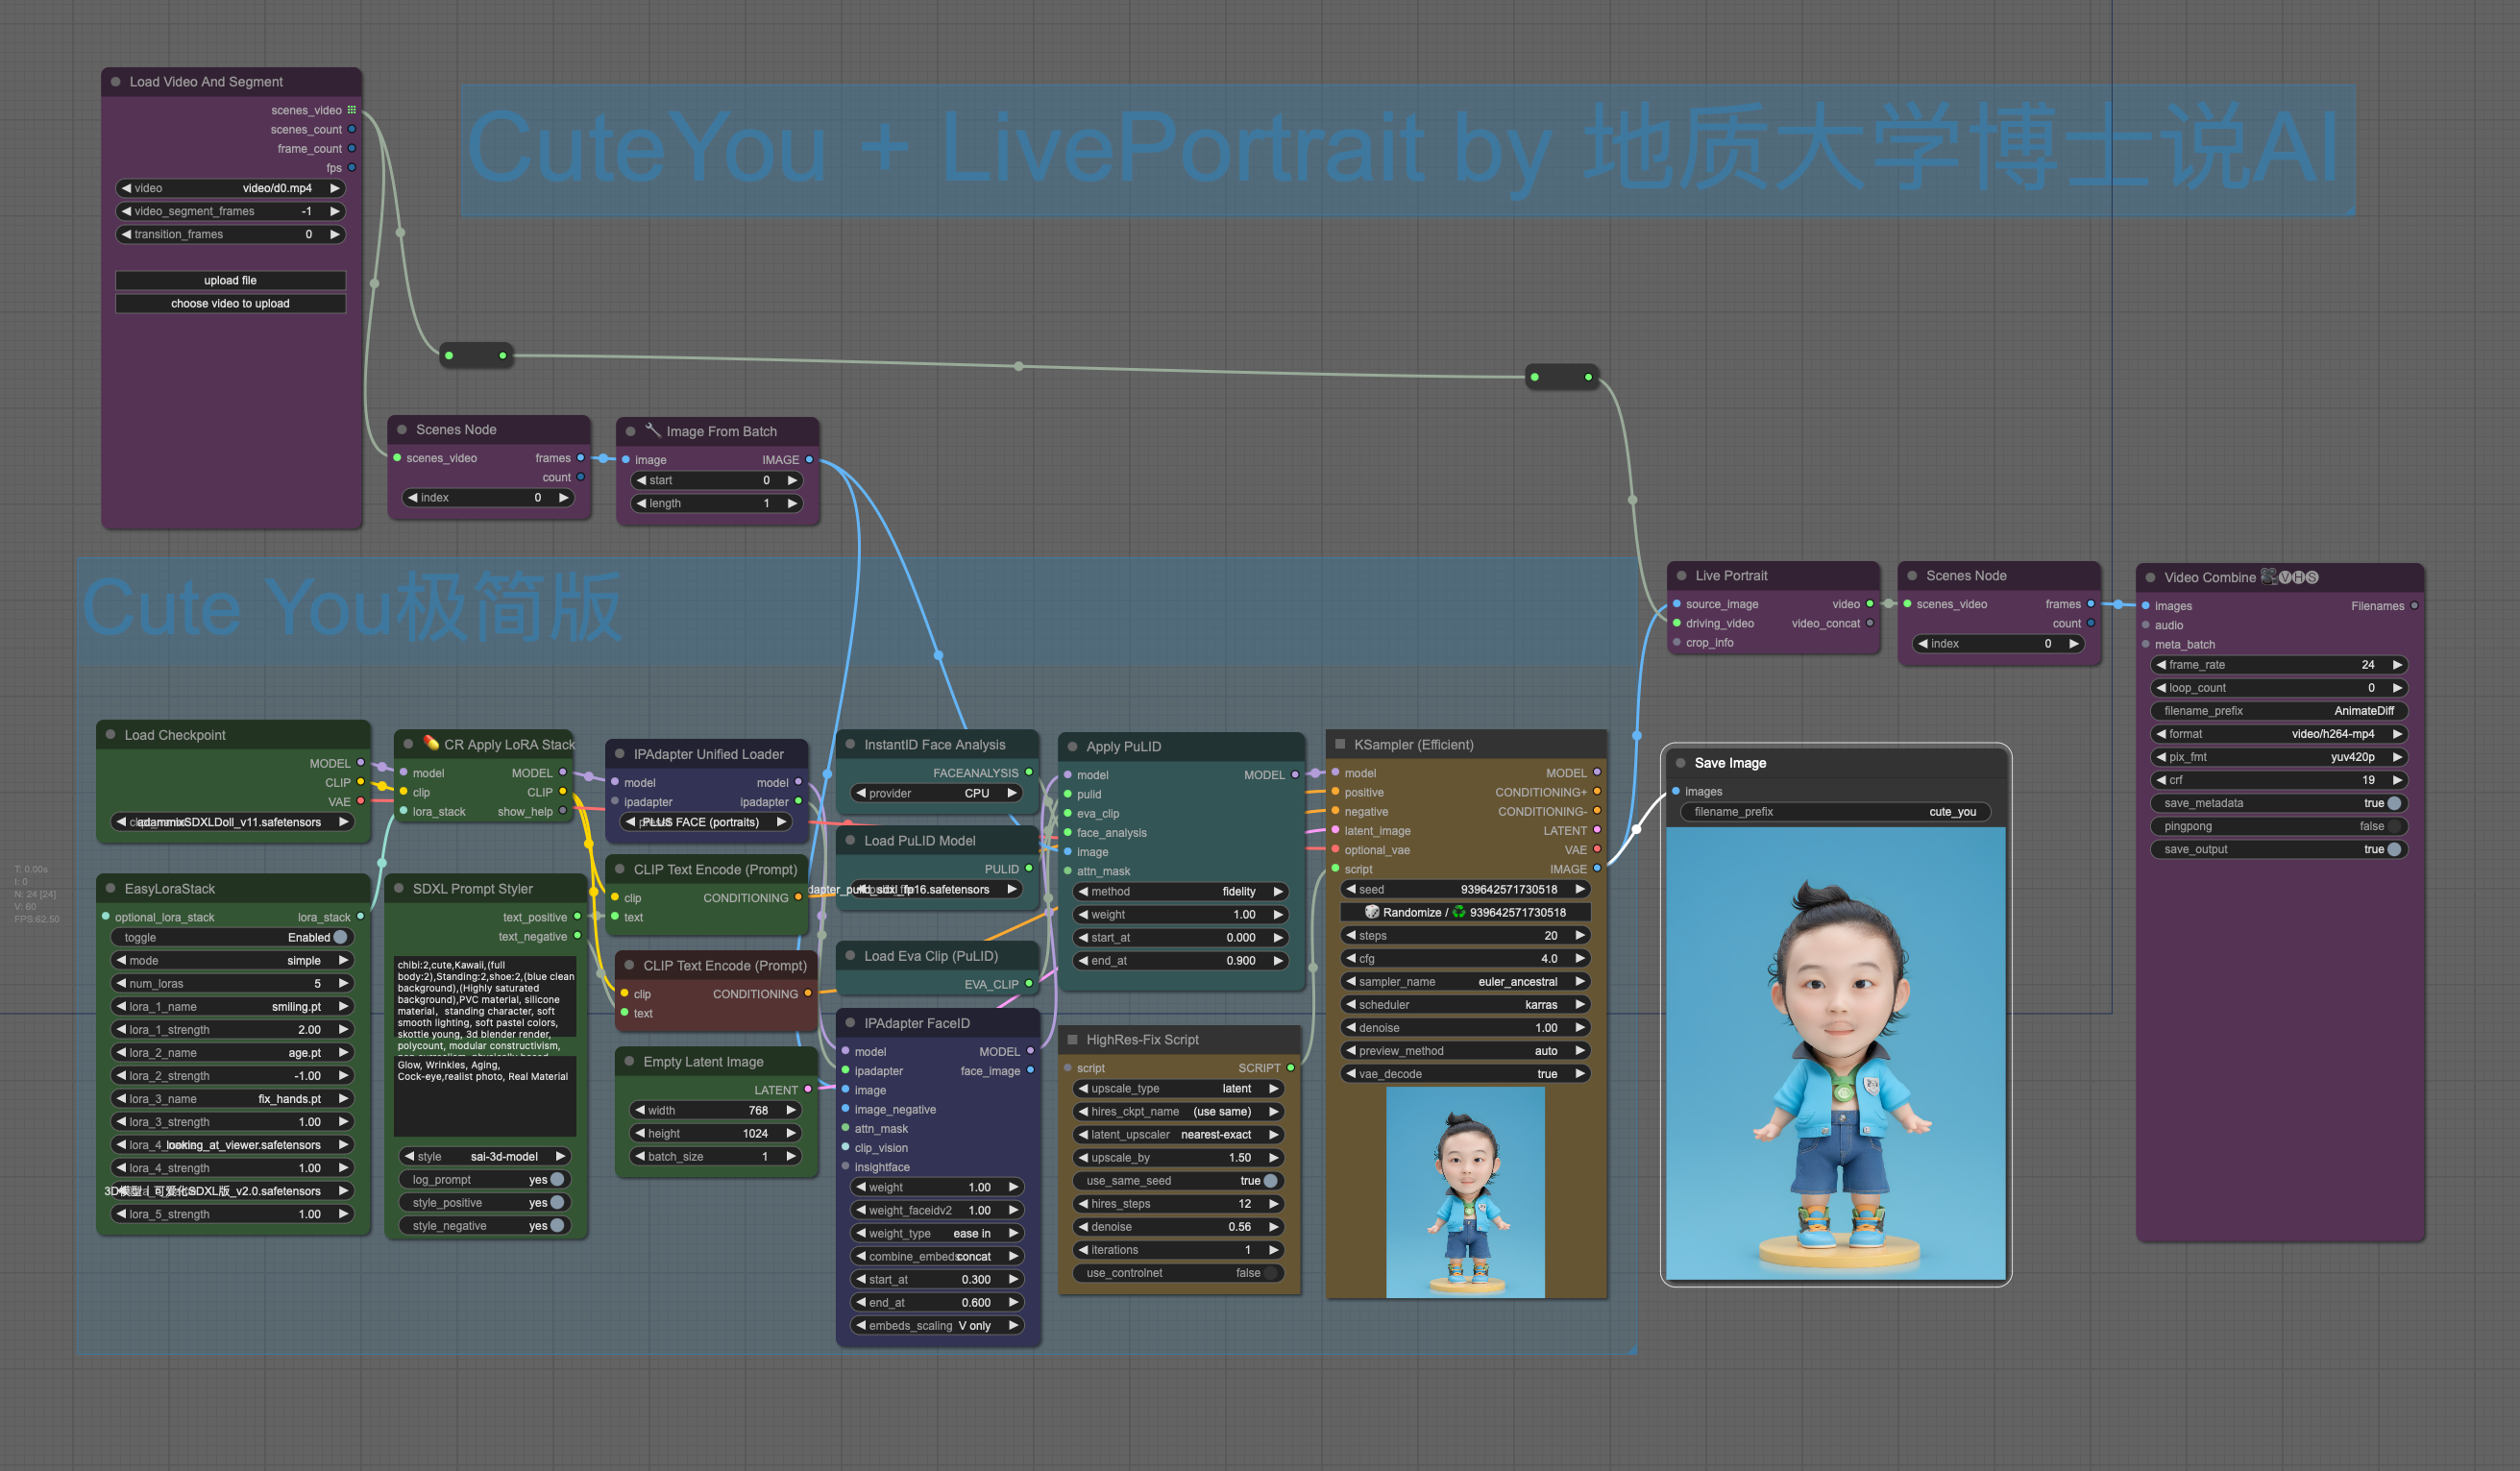 CuteYou + LivePortrait by 地质大学博士说AI
Load Video And Segment
scenes_video
scenes_count
frame_count
fps
video video/d0.mp4
video_segment_frames -1
transition_frames 0
upload file
choose video to upload
Scenes Node
scenes_video frames
count
index 0
Image From Batch
image IMAGE
start 0
length 1
Cute You极简版
Load Checkpoint
MODEL
CLIP
VAE
SDXLDoll_v11.safetensors
CR Apply LoRA Stack
model MODEL
clip CLIP
lora_stack show_help
IPAdapter Unified Loader
model model
ipadapter ipadapter
PLUS FACE (portraits)
InstantID Face Analysis
FACEANALYSIS
provider CPU
Load PuLID Model
PULID
fp16.safetensors
Load Eva Clip (PuLID)
EVA_CLIP
Apply PuLID
model MODEL
pulid
eva_clip
face_analysis
image
attn_mask
method fidelity
weight 1.00
start_at 0.000
end_at 0.900
KSampler (Efficient)
model MODEL
positive CONDITIONING+
negative CONDITIONING-
latent_image LATENT
optional_vae VAE
script IMAGE
seed 939642571730518
Randomize / 939642571730518
steps 20
cfg 4.0
sampler_name euler_ancestral
scheduler karras
denoise 1.00
preview_method auto
vae_decode true
EasyLoraStack
optional_lora_stack lora_stack
toggle Enabled
mode simple
num_loras 5
lora_1_name smiling.pt
lora_1_strength 2.00
lora_2_name age.pt
lora_2_strength -1.00
lora_3_name fix_hands.pt
lora_3_strength 1.00
looking_at_viewer.safetensors
lora_4_strength 1.00
可爱化SDXL版_v2.0.safetensors
lora_5_strength 1.00
SDXL Prompt Styler
text_positive
text_negative
chibi:2,cute,Kawaii,(full
body:2),Standing:2,shoe:2,(blue clean
background),(Highly saturated
background),PVC material, silicone
material, standing character, soft
smooth lighting, soft pastel colors,
skottie young, 3d blender render,
polycount, modular constructivism,
Glow, Wrinkles, Aging,
Cock-eye,realist photo, Real Material
style sai-3d-model
log_prompt yes
style_positive yes
style_negative yes
CLIP Text Encode (Prompt)
clip CONDITIONING
text
CLIP Text Encode (Prompt)
clip CONDITIONING
text
Empty Latent Image
LATENT
width 768
height 1024
batch_size 1
IPAdapter FaceID
model MODEL
ipadapter face_image
image
image_negative
attn_mask
clip_vision
insightface
weight 1.00
weight_faceidv2 1.00
weight_type ease in
combine_embeds concat
start_at 0.300
end_at 0.600
embeds_scaling V only
HighRes-Fix Script
script SCRIPT
upscale_type latent
hires_ckpt_name (use same)
latent_upscaler nearest-exact
upscale_by 1.50
use_same_seed true
hires_steps 12
denoise 0.56
iterations 1
use_controlnet false
Live Portrait
source_image video
driving_video video_concat
crop_info
Scenes Node
scenes_video frames
count
index 0
Save Image
images
filename_prefix cute_you
Video Combine VHS
images Filenames
audio
meta_batch
frame_rate 24
loop_count 0
filename_prefix AnimateDiff
format video/h264-mp4
pix_fmt yuv420p
crf 19
save_metadata true
pingpong false
save_output true
T: 0.00s
I: 0
N: 24 [24]
V: 60
FPS:62.50